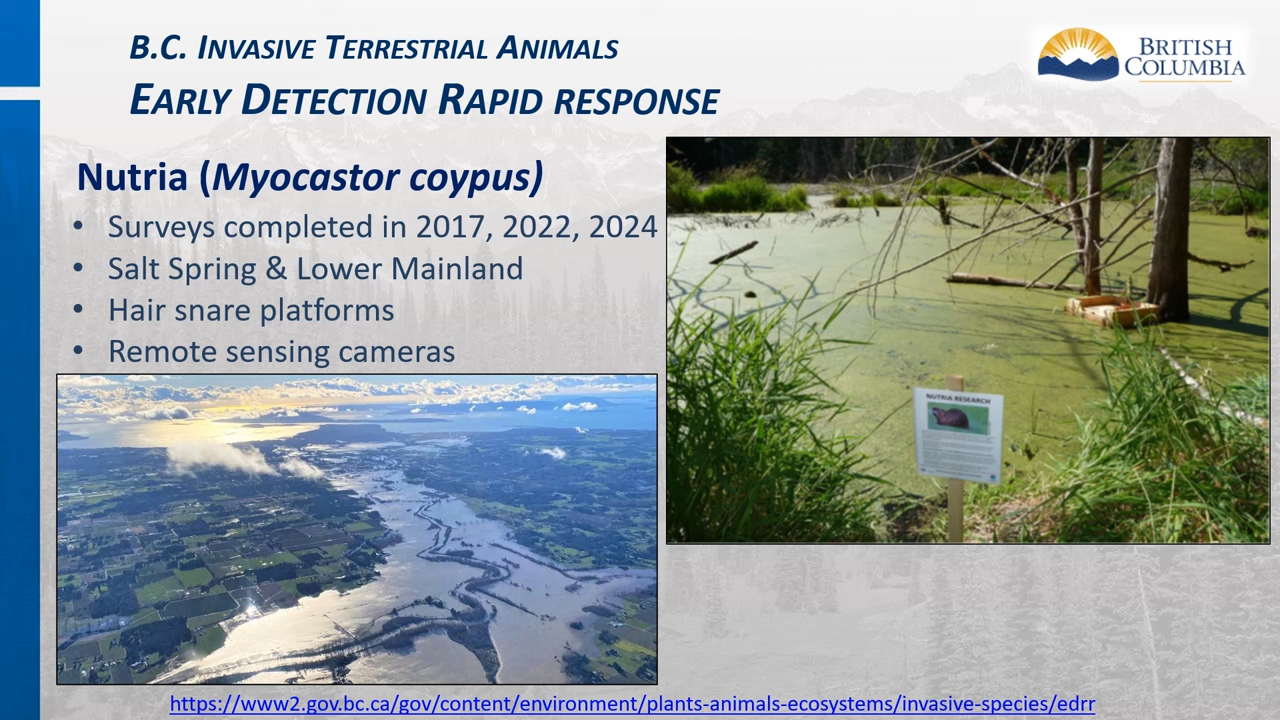 B.C. INVASIVE TERRESTRIAL ANIMALS
EARLY DETECTION RAPID RESPONSE
BRITISH
COLUMBIA
Nutria (Myocastor coypus)
• Surveys completed in 2017, 2022, 2024
• Salt Spring & Lower Mainland
• Hair snare platforms
• Remote sensing cameras
NUTRIA RESEARCH
https://www2.gov.bc.ca/gov/content/environment/plants-animals-ecosystems/invasive-species/edrr